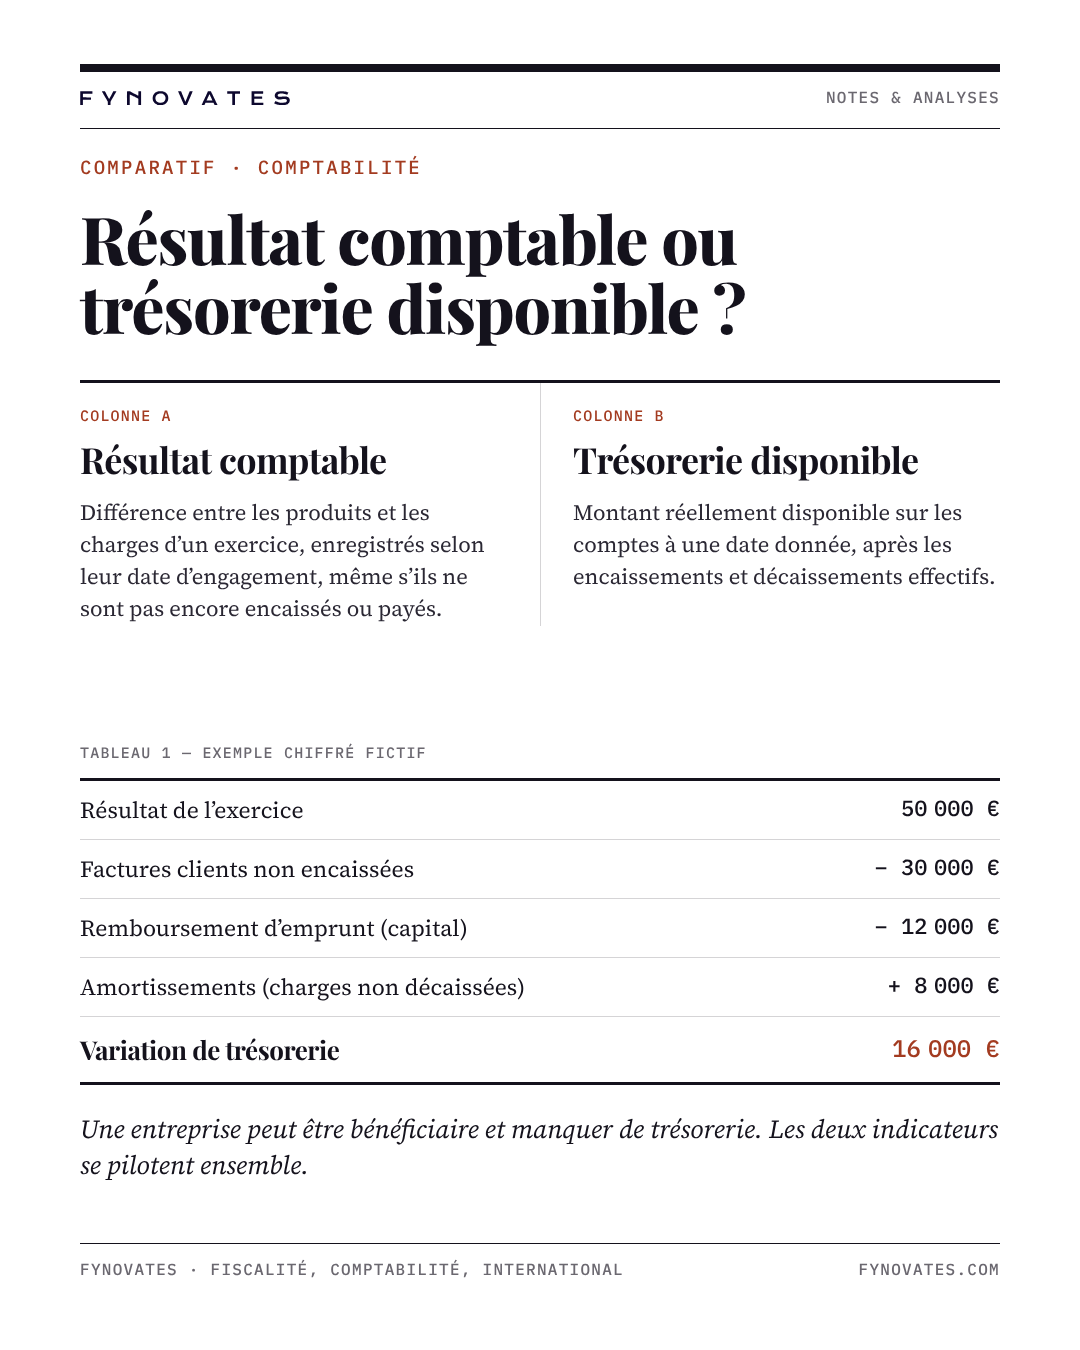 FYNOVATES
NOTES & ANALYSES
COMPARATIF · COMPTABILITÉ
Résultat comptable ou
trésorerie disponible ?
COLONNE A
Résultat comptable
Différence entre les produits et les
charges d’un exercice, enregistrés selon
leur date d’engagement, même s’ils ne
sont pas encore encaissés ou payés.
COLONNE B
Trésorerie disponible
Montant réellement disponible sur les
comptes à une date donnée, après les
encaissements et décaissements effectifs.
TABLEAU 1 — EXEMPLE CHIFFRÉ FICTIF
Résultat de l’exercice 50 000 €
Factures clients non encaissées − 30 000 €
Remboursement d’emprunt (capital) − 12 000 €
Amortissements (charges non décaissées) + 8 000 €
Variation de trésorerie 16 000 €
Une entreprise peut être bénéficiaire et manquer de trésorerie. Les deux indicateurs
se pilotent ensemble.
FYNOVATES · FISCALITÉ, COMPTABILITÉ, INTERNATIONAL
FYNOVATES.COM